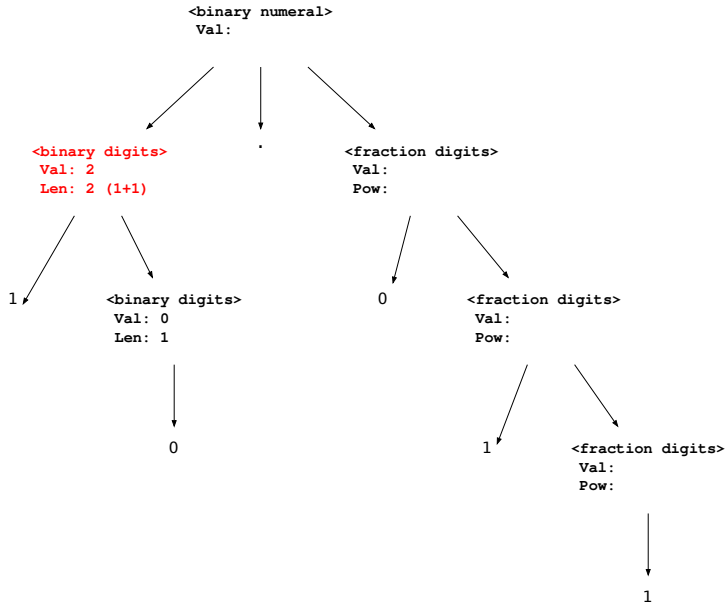 <binary numeral>
Val:
<binary digits>
Val: 2
Len: 2 (1+1)
.
<fraction digits>
Val:
Pow:
1
<binary digits>
Val: 0
Len: 1
0
<fraction digits>
Val:
Pow:
0
1
<fraction digits>
Val:
Pow:
1